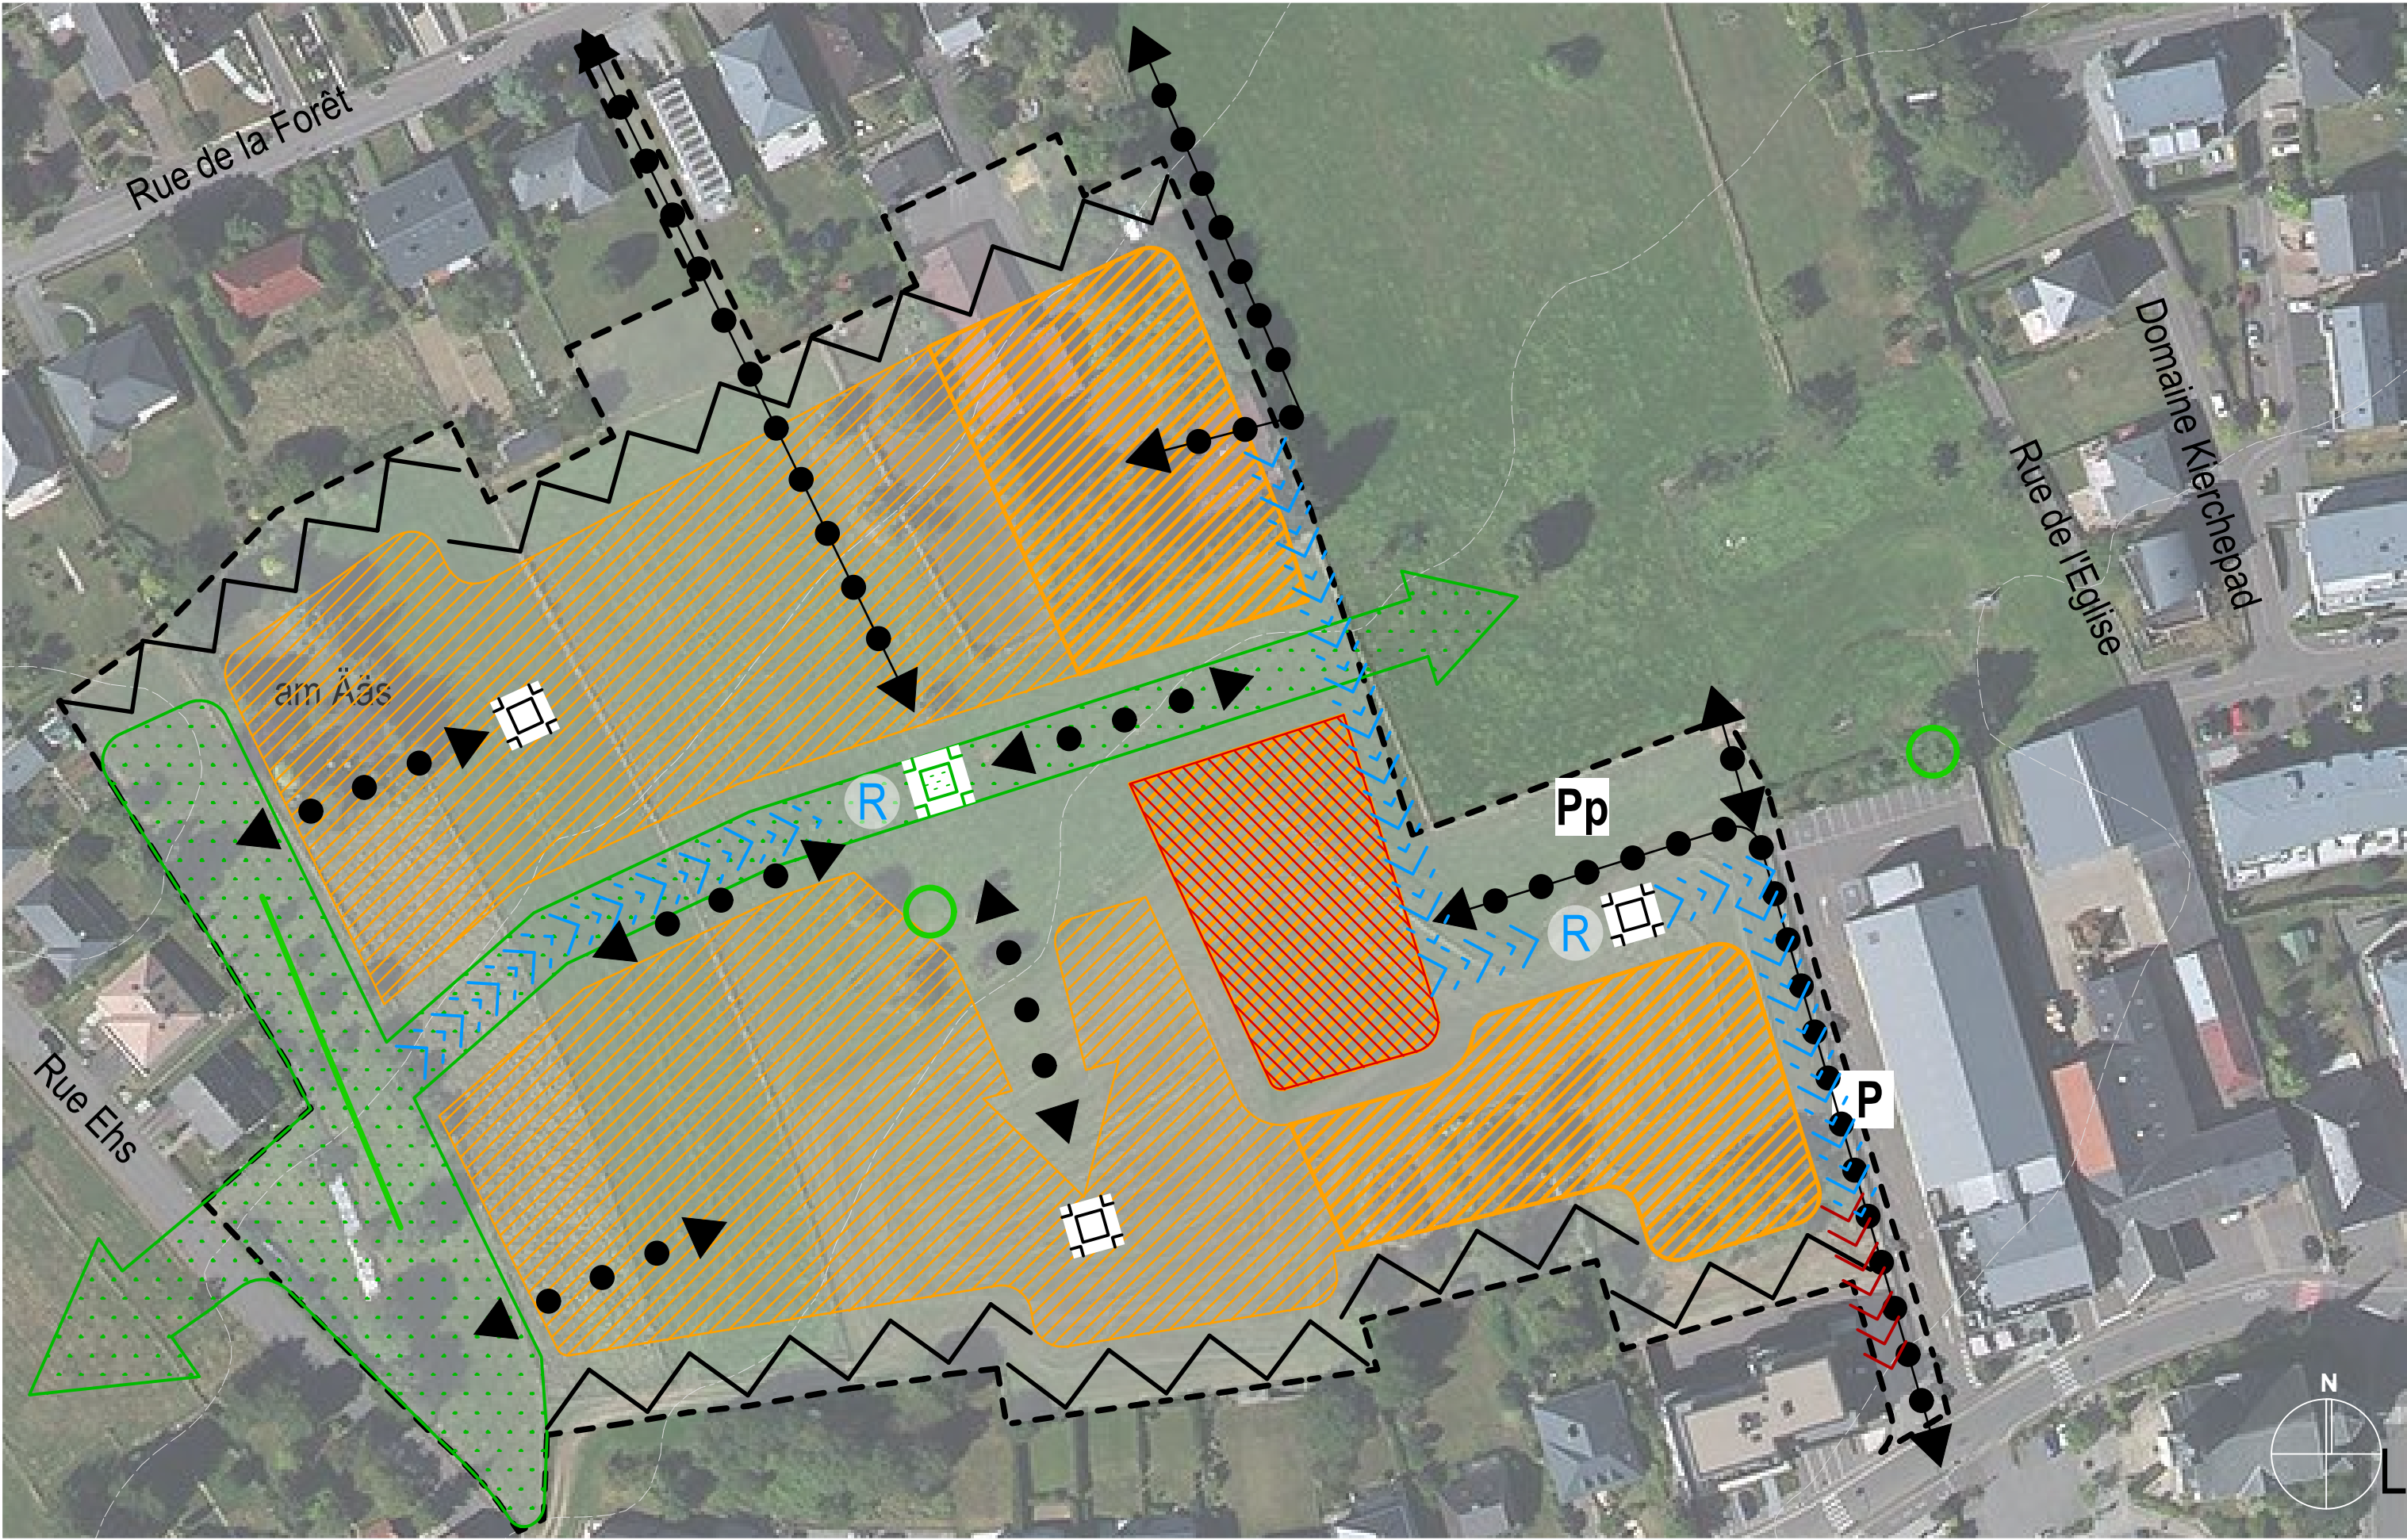 Rue de la Forêt
Domaine Kierchepad
Rue de l'Eglise
am Ääs
R
Pp
R
P
Rue Ehs
N
L